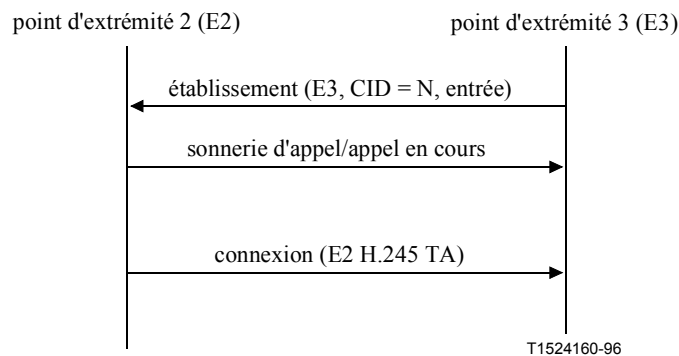 point d'extrémité 2 (E2)
point d'extrémité 3 (E3)
établissement (E3, CID = N, entrée)
sonnerie d'appel/appel en cours
connexion (E2 H.245 TA)
T1524160-96